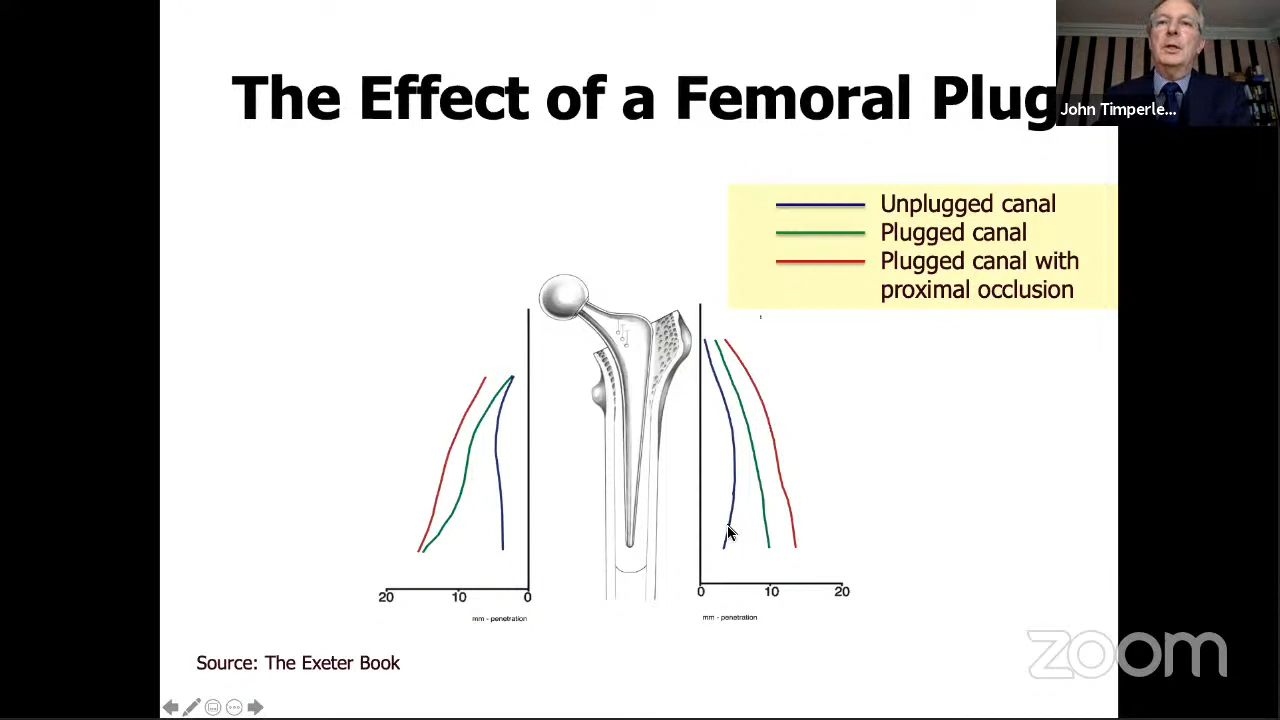 The Effect of a Femoral Plug
John Timperle...
Unplugged canal
Plugged canal
Plugged canal with
proximal occlusion
20 10 0
mm - penetration
0 10 20
mm - penetration
Source: The Exeter Book
zoom